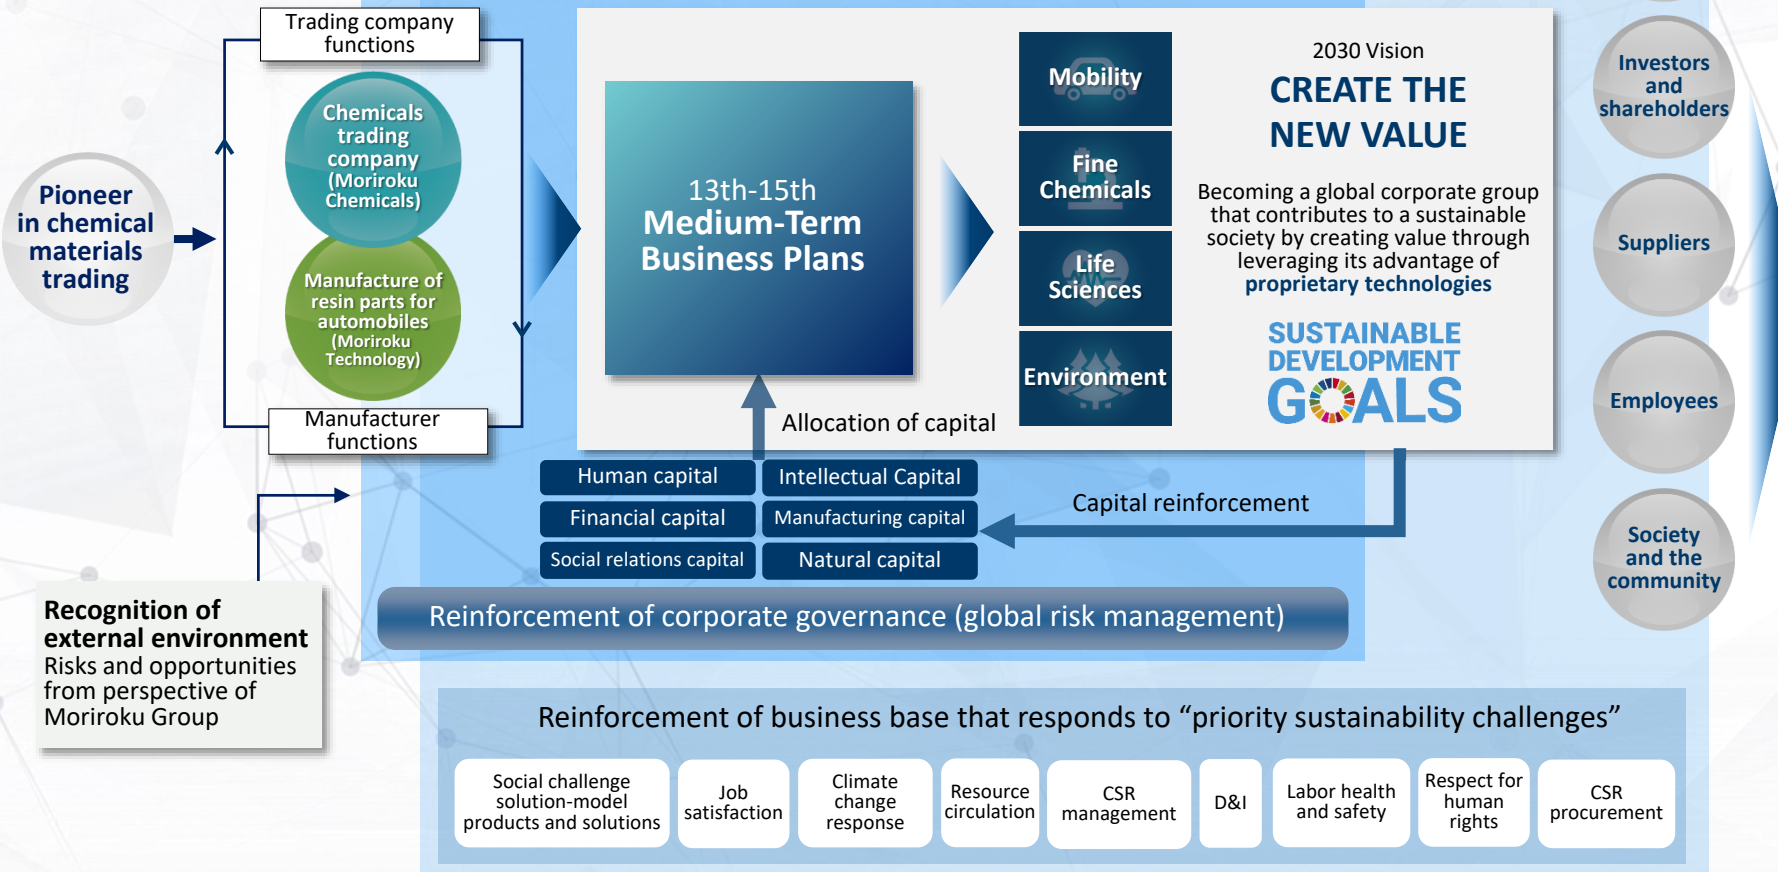 Trading company
functions
Chemicals
trading
company
(Moriroku
Chemicals)
Pioneer
in chemical
materials
trading
Manufacture of
resin parts for
automobiles
(Moriroku
Technology)
Manufacturer
functions
13th-15th
Medium-Term
Business Plans
Mobility
Fine
Chemicals
Life
Sciences
Environment
2030 Vision
CREATE THE
NEW VALUE
Becoming a global corporate group
that contributes to a sustainable
society by creating value through
leveraging its advantage of
proprietary technologies
SUSTAINABLE
DEVELOPMENT
GOALS
Investors
and
shareholders
Suppliers
Employees
Society
and the
community
Allocation of capital
Human capital
Intellectual Capital
Financial capital
Manufacturing capital
Social relations capital
Natural capital
Capital reinforcement
Recognition of
external environment
Risks and opportunities
from perspective of
Moriroku Group
Reinforcement of corporate governance (global risk management)
Reinforcement of business base that responds to “priority sustainability challenges”
Social challenge
solution-model
products and solutions
Job
satisfaction
Climate
change
response
Resource
circulation
CSR
management
D&I
Labor health
and safety
Respect for
human
rights
CSR
procurement